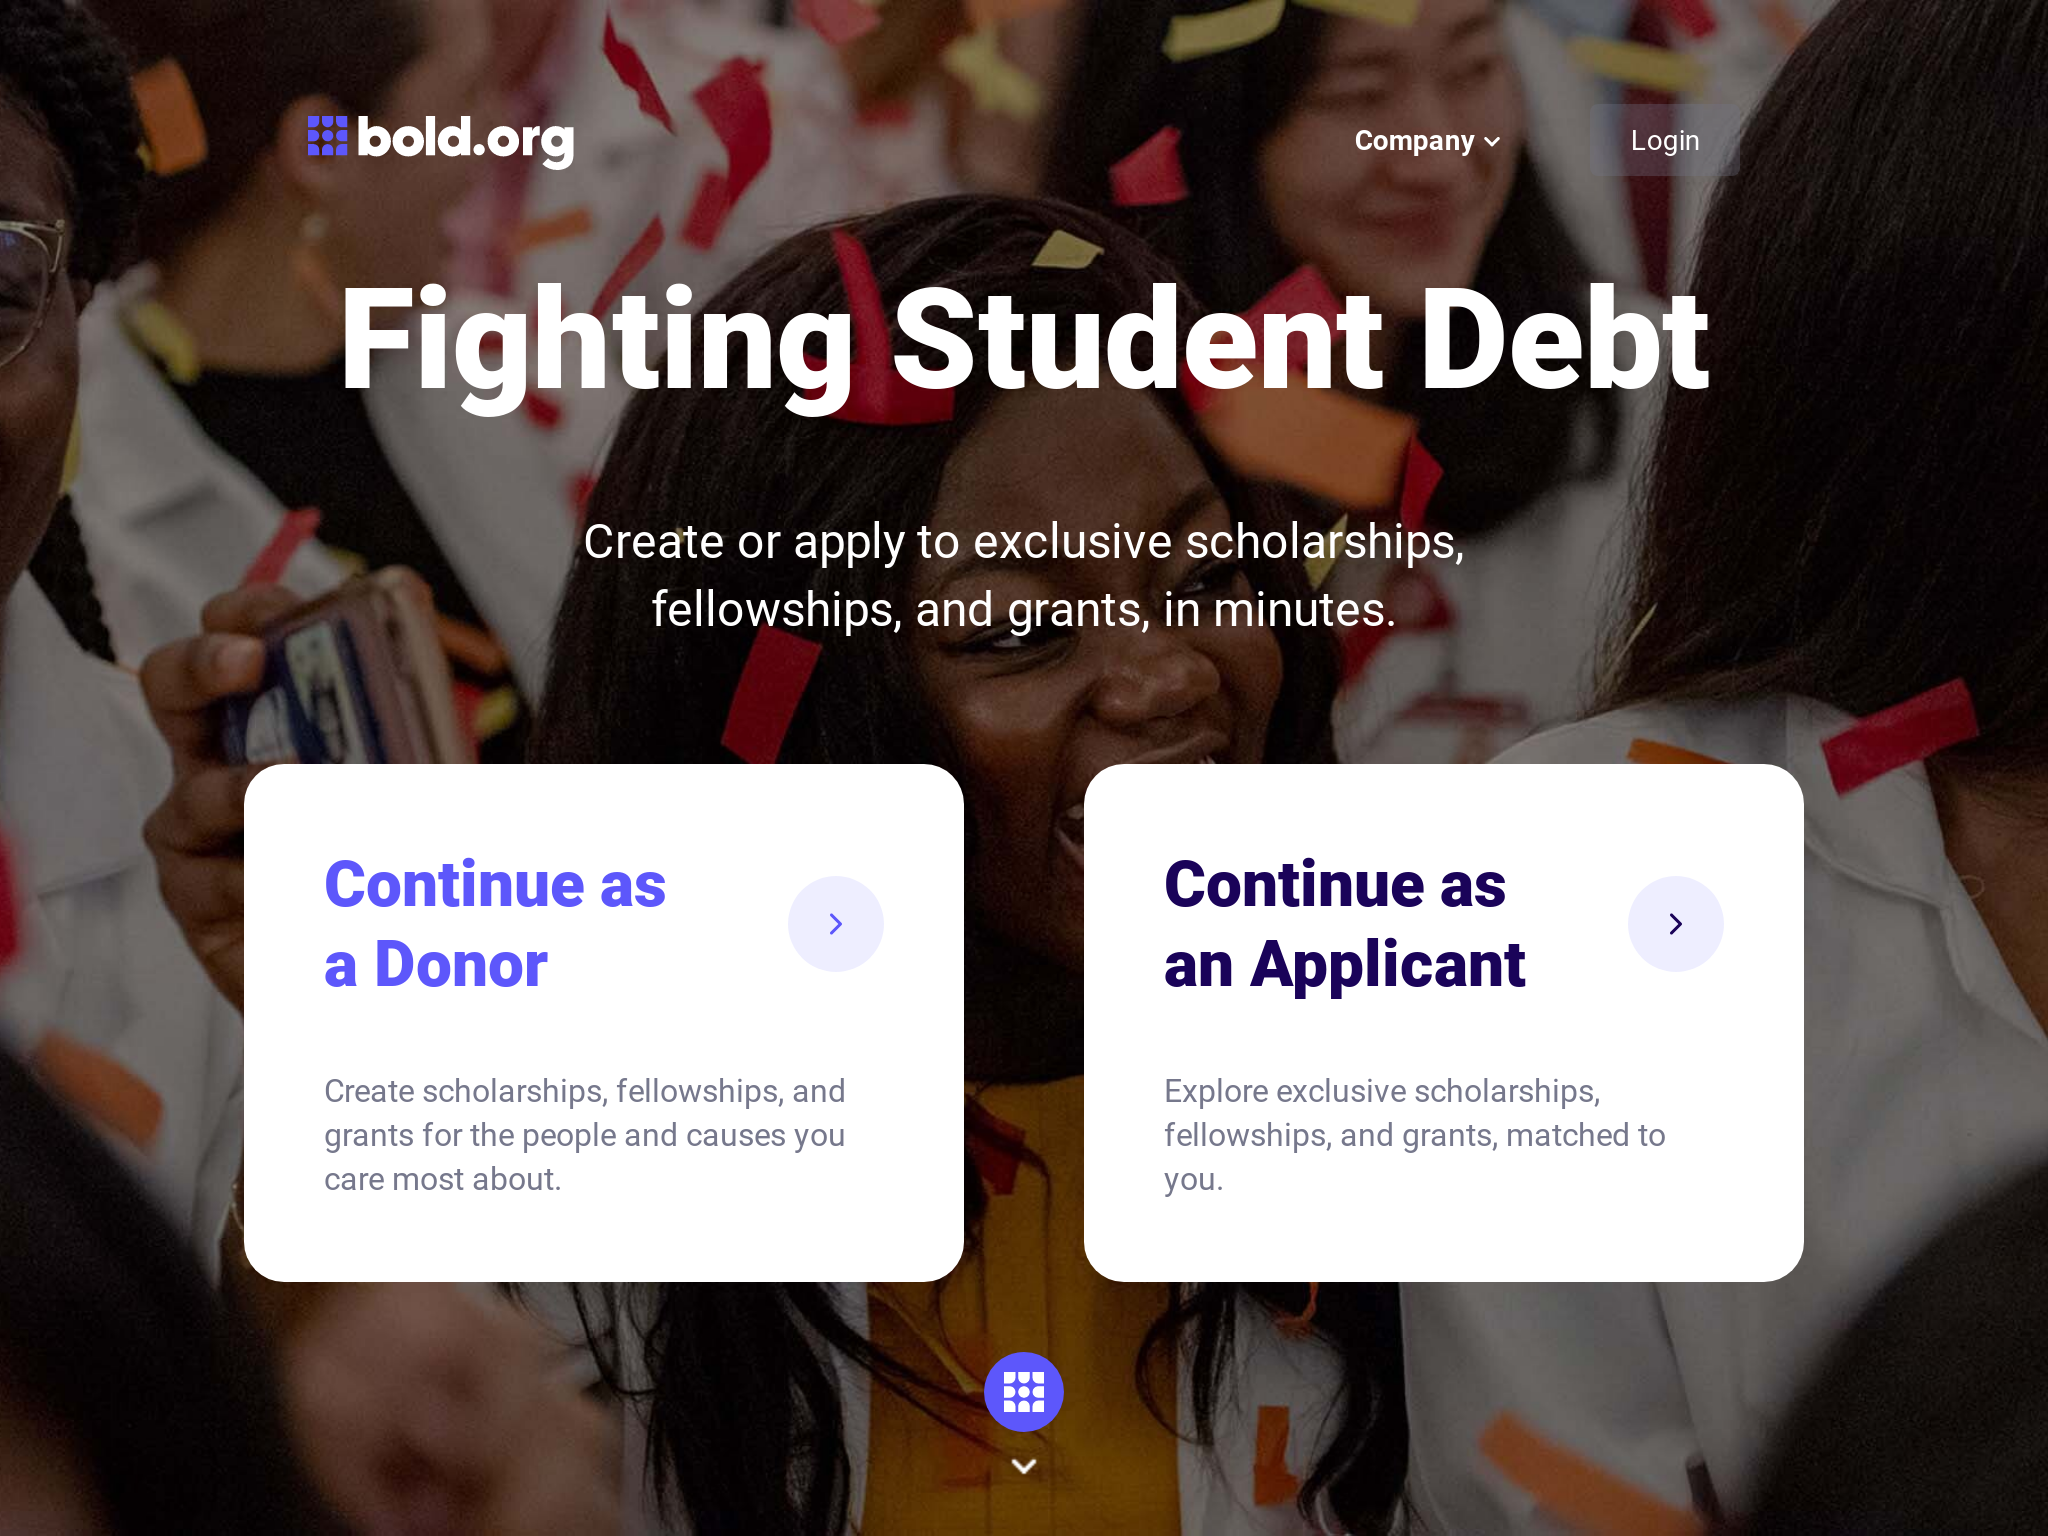 bold.org
Company
Login
Fighting Student Debt
Create or apply to exclusive scholarships,
fellowships, and grants, in minutes.
Continue as
a Donor
Create scholarships, fellowships, and
grants for the people and causes you
care most about.
Continue as
an Applicant
Explore exclusive scholarships,
fellowships, and grants, matched to
you.